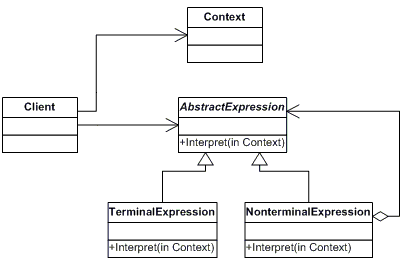 Context
Client
AbstractExpression
+Interpret(in Context)
TerminalExpression
+Interpret(in Context)
NonterminalExpression
+Interpret(in Context)